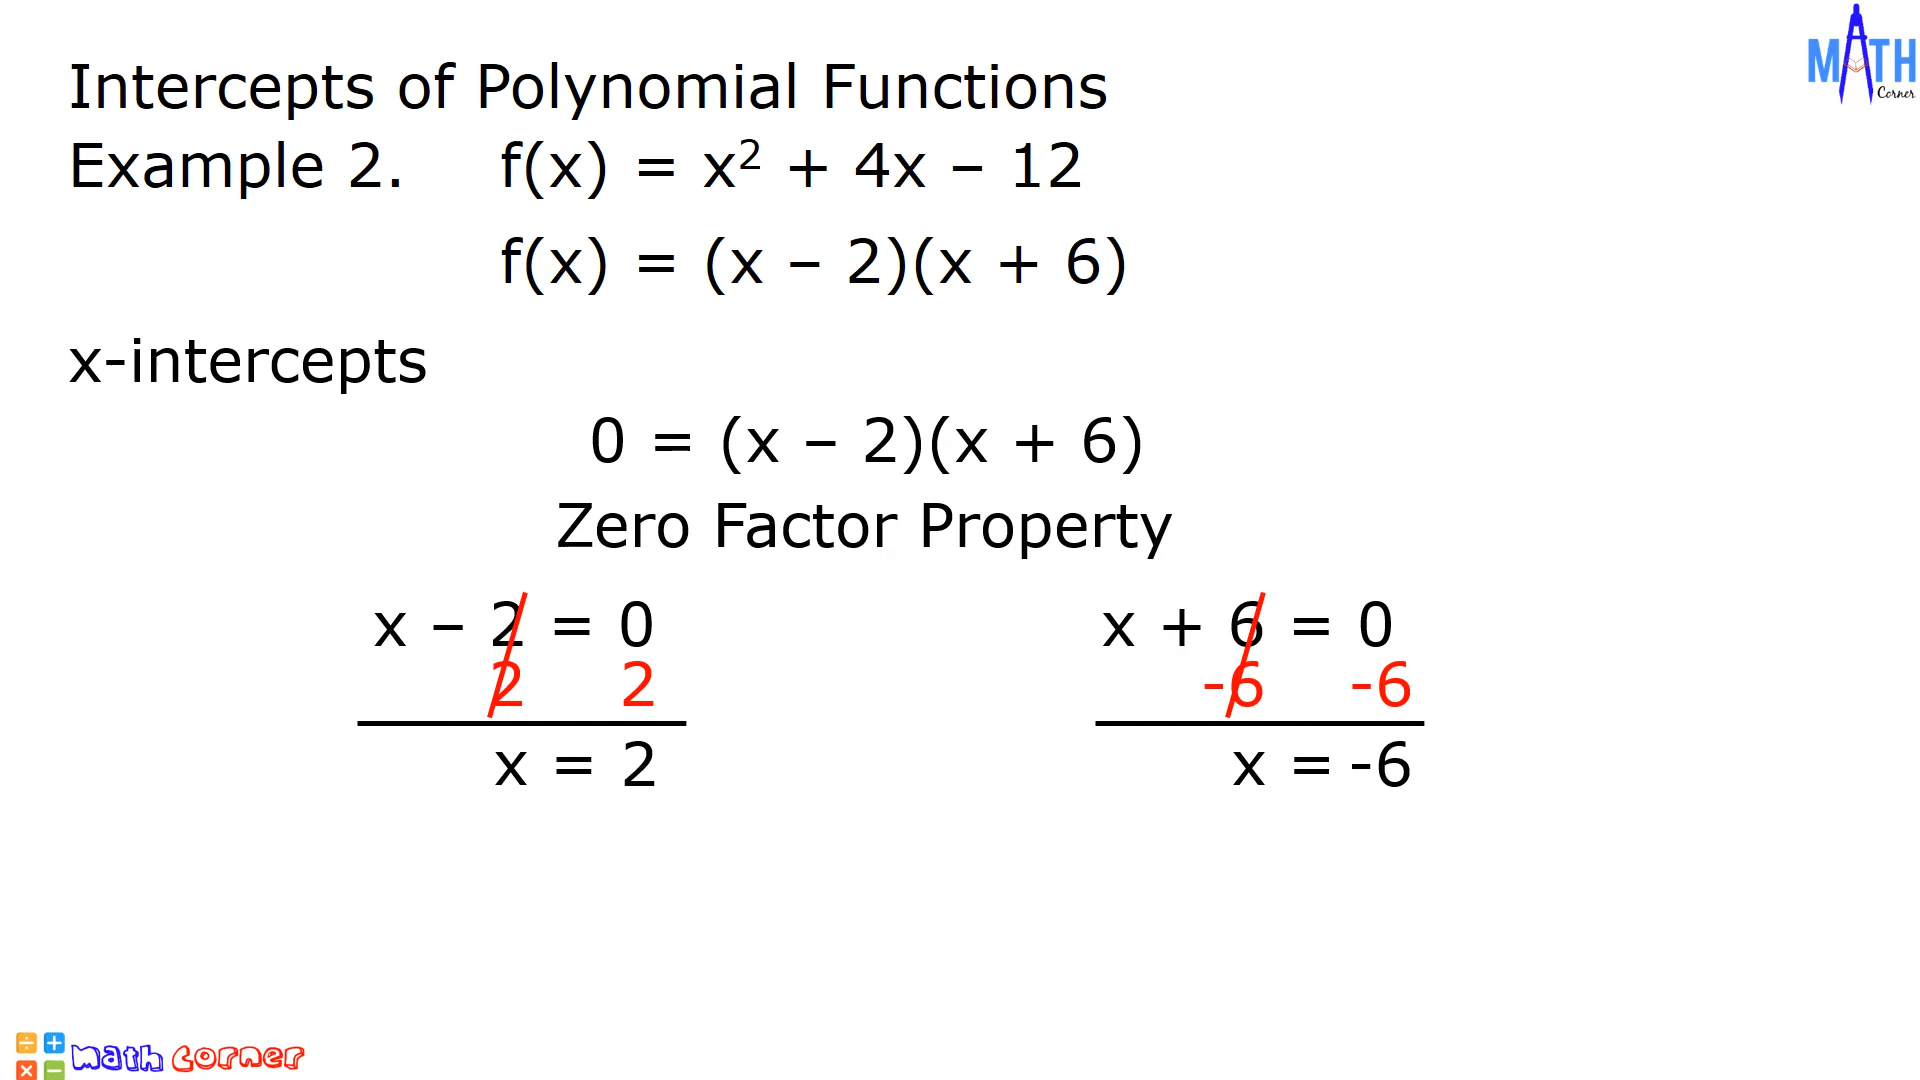 MATH
Corner
Intercepts of Polynomial Functions
Example 2. f(x) = x² + 4x – 12
f(x) = (x – 2)(x + 6)
x-intercepts
0 = (x – 2)(x + 6)
Zero Factor Property
x – 2 = 0
2 2
x = 2
x + 6 = 0
-6 -6
x = -6
math corner